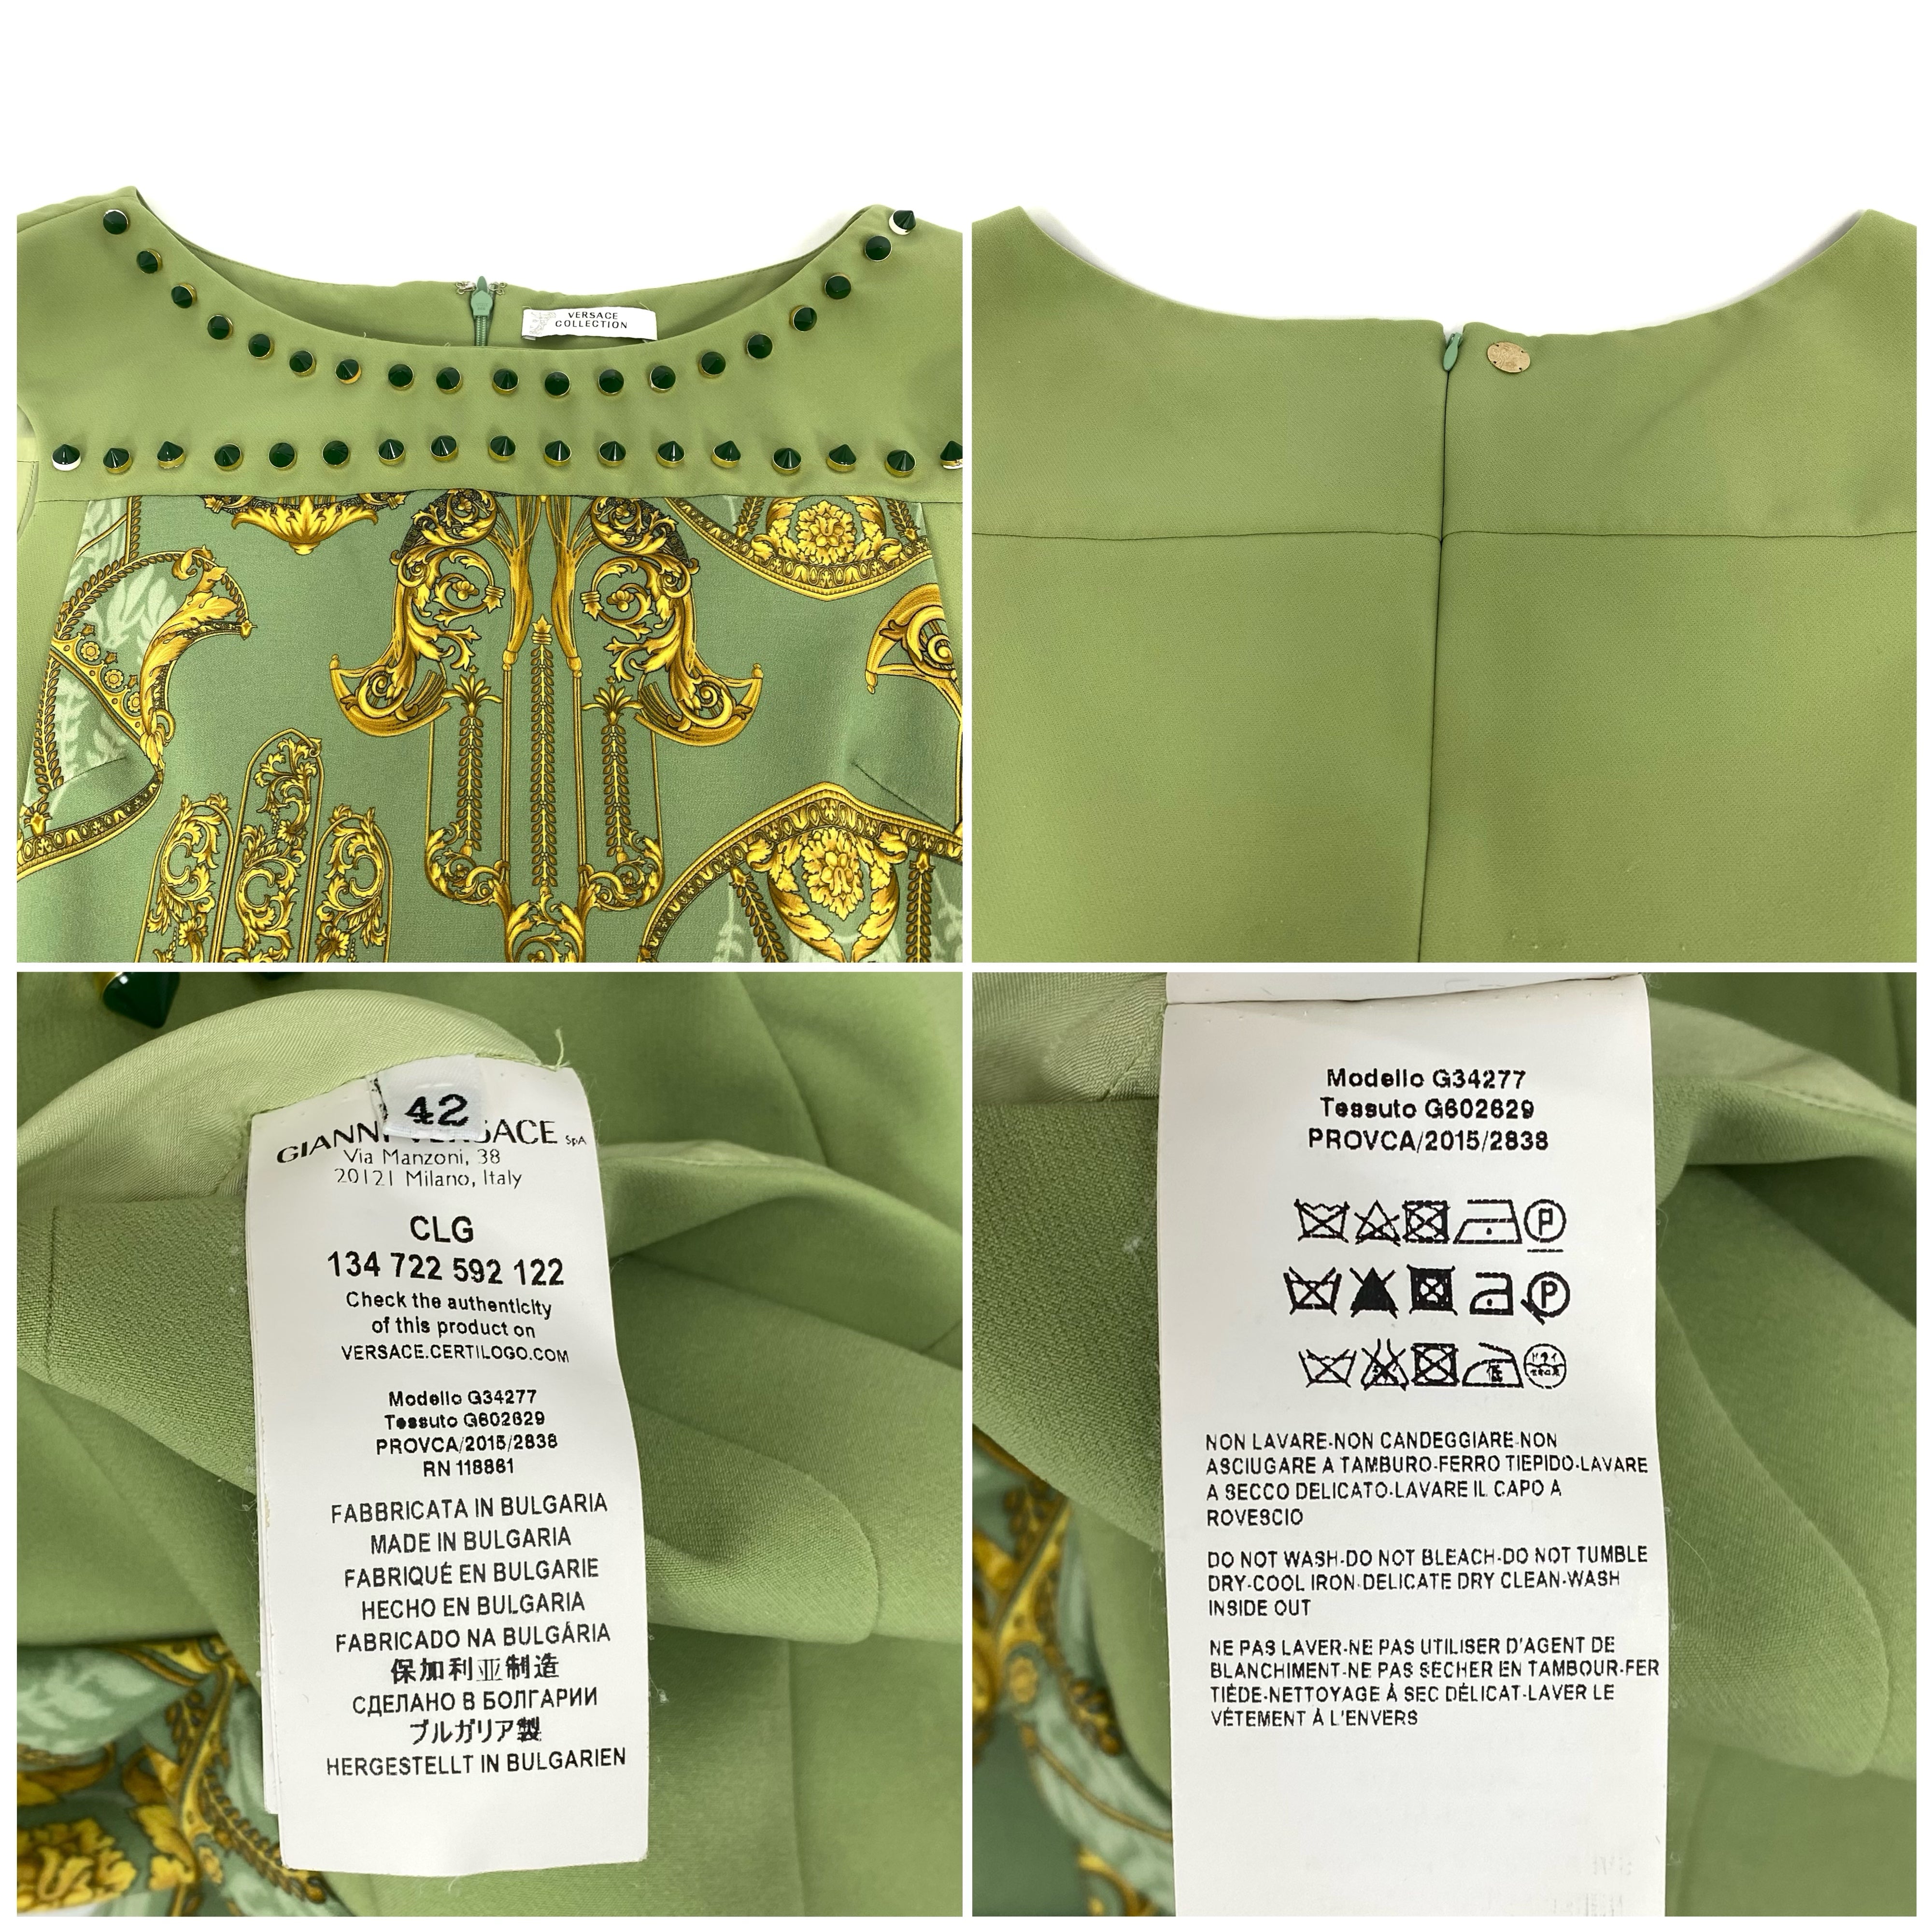 VERSACE
COLLECTION
42
GIANNI VERSACE SpA
Via Manzoni, 38
20121 Milano, Italy
CLG
134 722 592 122
Check the authenticity
of this product on
VERSACE.CERTILOGO.COM
Modello G34277
Tessuto G602629
PROVCA/2015/2838
RN 118861
FABBRICATA IN BULGARIA
MADE IN BULGARIA
FABRIQUÉ EN BULGARIE
HECHO EN BULGARIA
FABRICADO NA BULGÁRIA
保加利亚制造
СДЕЛАНО В БОЛГАРИИ
ブルガリア製
HERGESTELLT IN BULGARIEN
Modello G34277
Tessuto G602629
PROVCA/2015/2838
P
P
NON LAVARE-NON CANDEGGIARE-NON
ASCIUGARE A TAMBURO-FERRO TIEPIDO-LAVARE
A SECCO DELICATO-LAVARE IL CAPO A
ROVESCIO
DO NOT WASH-DO NOT BLEACH-DO NOT TUMBLE
DRY-COOL IRON-DELICATE DRY CLEAN-WASH
INSIDE OUT
NE PAS LAVER-NE PAS UTILISER D'AGENT DE
BLANCHIMENT-NE PAS SECHER EN TAMBOUR-FER
TIÈDE-NETTOYAGE À SEC DÉLICAT-LAVER LE
VÊTEMENT À L'ENVERS